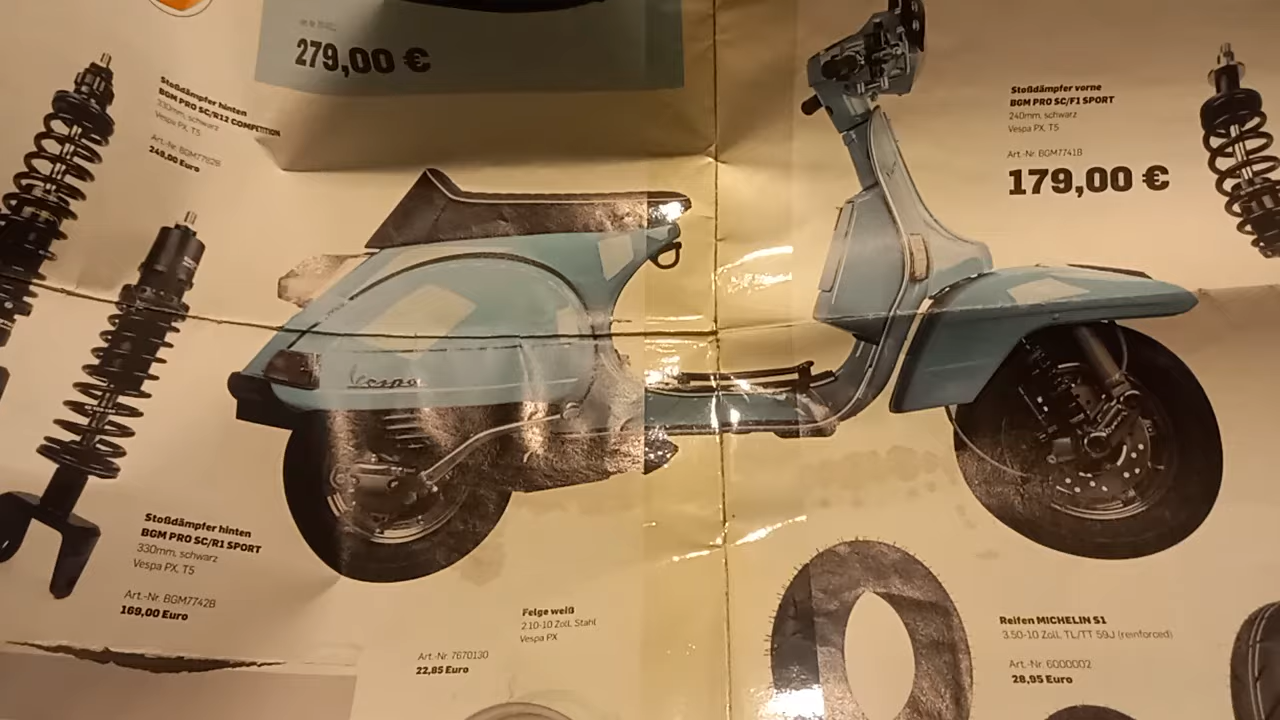 279,00 €
Stoßdämpfer hinten
BGM PRO SC/R12 COMPETITION
330mm, schwarz
Vespa PX, T5
Art.-Nr.
249,00 Euro
Stoßdämpfer vorne
BGM PRO SC/F1 SPORT
240mm, schwarz
Vespa PX, T5
Art.-Nr. BGM7741B
179,00 €
Vespa
Stoßdämpfer hinten
BGM PRO SC/R1 SPORT
330mm, schwarz
Vespa PX, T5
Art.-Nr. BGM7742B
169,00 Euro
Felge weiß
2.10-10 Zoll, Stahl
Vespa PX
Art.-Nr. 7670130
22,85 Euro
Reifen MICHELIN S1
3.50-10 Zoll, TL/TT 59J (reinforced)
Art.-Nr. 6000002
28,95 Euro